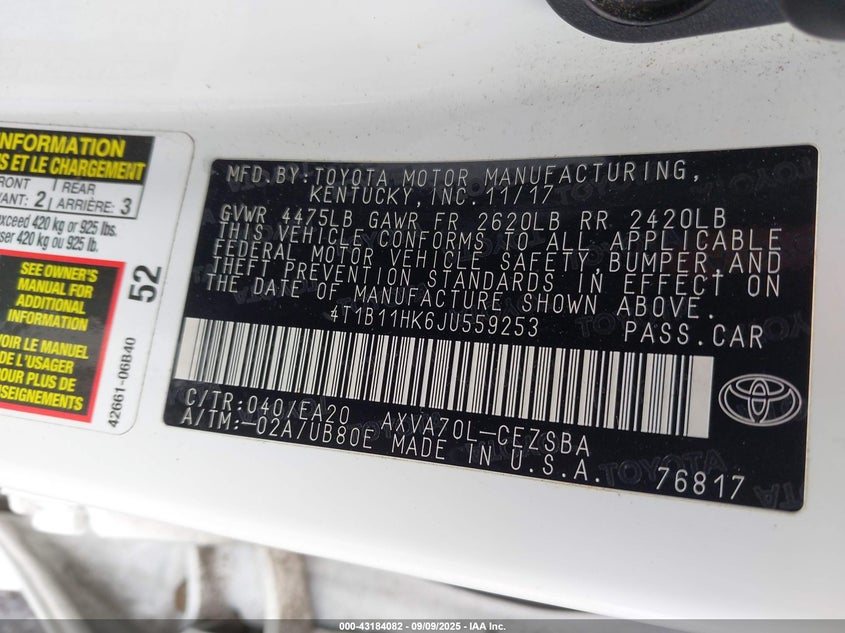 INFORMATION
S ET LE CHARGEMENT
FRONT
VANT: 2
REAR
ARRIÈRE: 3
exceed 420 kg or 925 lbs.
ser 420 kg ou 925 lb.
SEE OWNER'S
MANUAL FOR
ADDITIONAL
INFORMATION
VOIR LE MANUEL
DE L'USAGER
POUR PLUS DE
NSEIGNEMENTS
52
42661-06B40
MFD.BY:TOYOTA MOTOR MANUFACTURING,
KENTUCKY, INC.11/17
GVWR 4475LB GAWR FR 2620LB RR 2420LB
THIS VEHICLE CONFORMS TO ALL APPLICABLE
FEDERAL MOTOR VEHICLE SAFETY,BUMPER,AND
THEFT PREVENTION STANDARDS IN EFFECT ON
THE DATE OF MANUFACTURE SHOWN ABOVE.
4T1B11HK6JU559253
PASS.CAR
C/TR:040/EA20 AXVA70L-CEZSBA
A/TM:-02A/UB80E MADE IN U.S.A.
76817
000-43184082 - 09/09/2025 - IAA Inc.